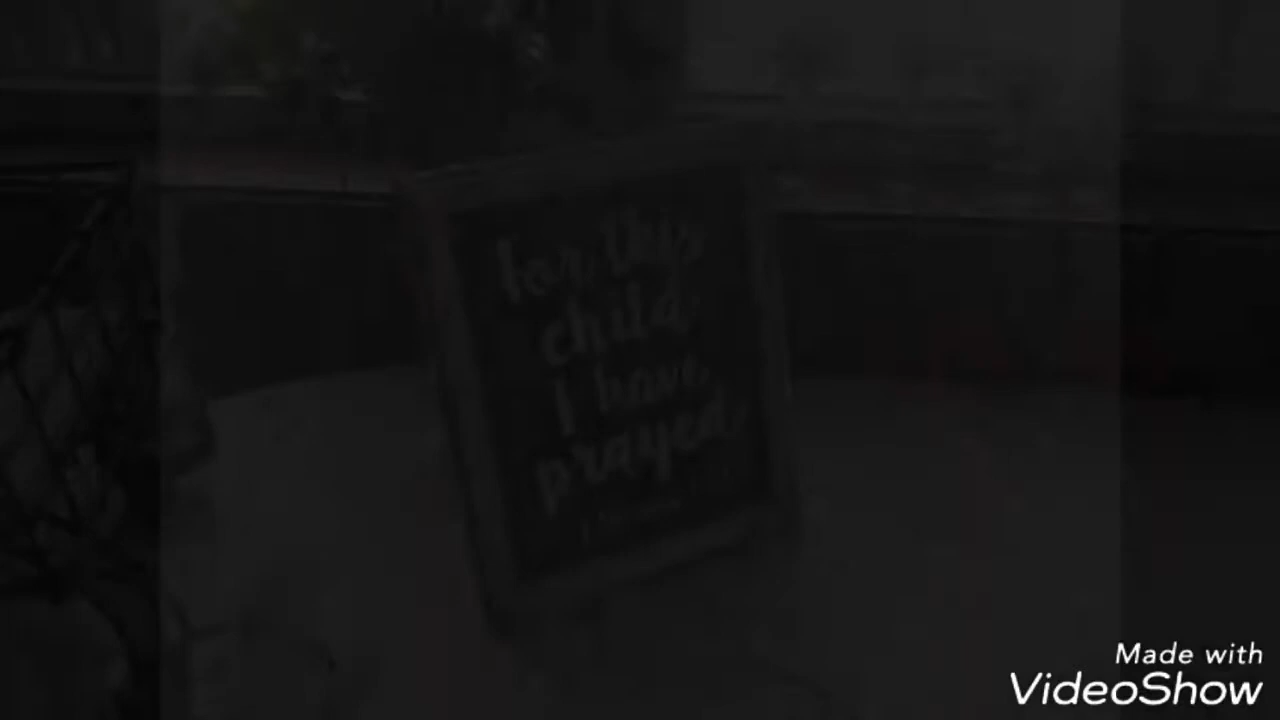 for this
child
I have
prayed
Made with
VideoShow